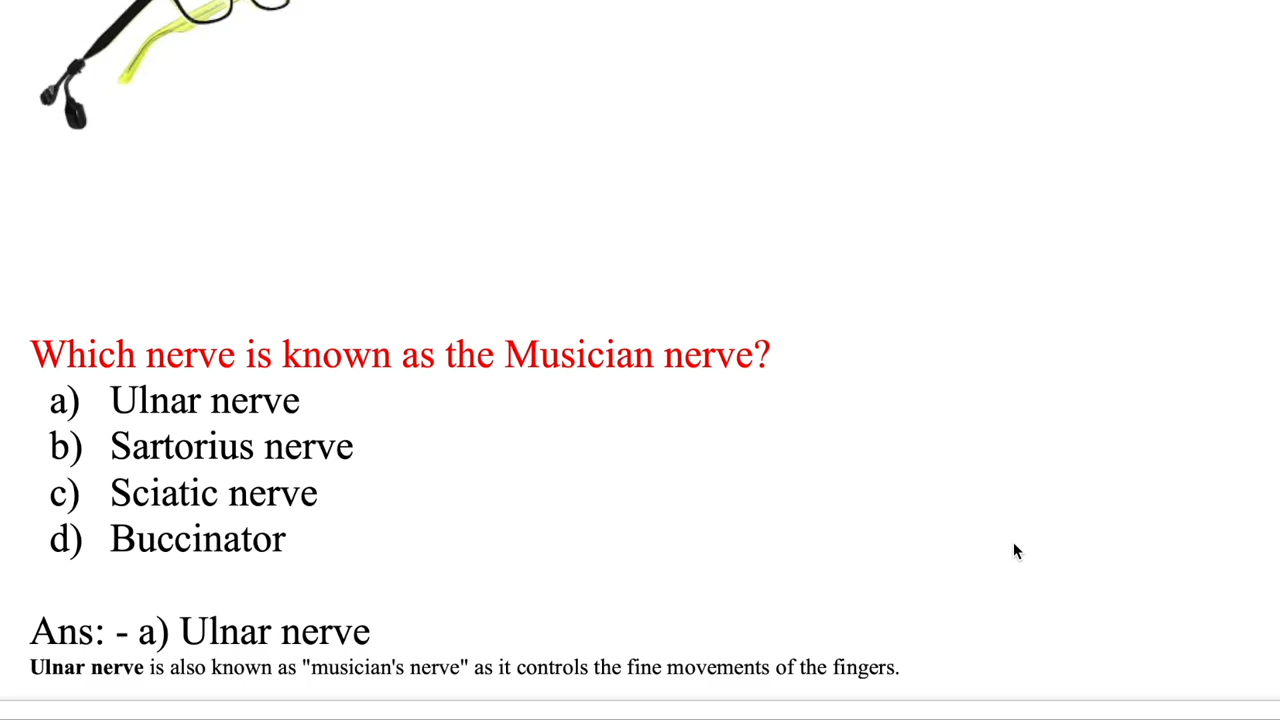 Which nerve is known as the Musician nerve?
a) Ulnar nerve
b) Sartorius nerve
c) Sciatic nerve
d) Buccinator
Ans: - a) Ulnar nerve
Ulnar nerve is also known as "musician's nerve" as it controls the fine movements of the fingers.